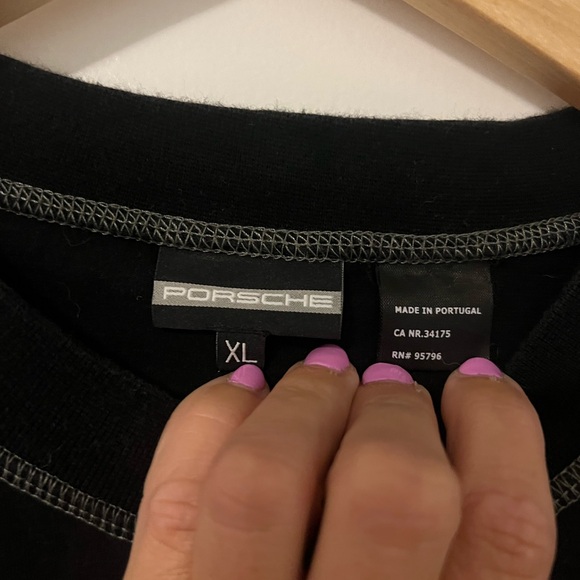 PORSCHE
XL
MADE IN PORTUGAL
CA NR.34175
RN# 95796